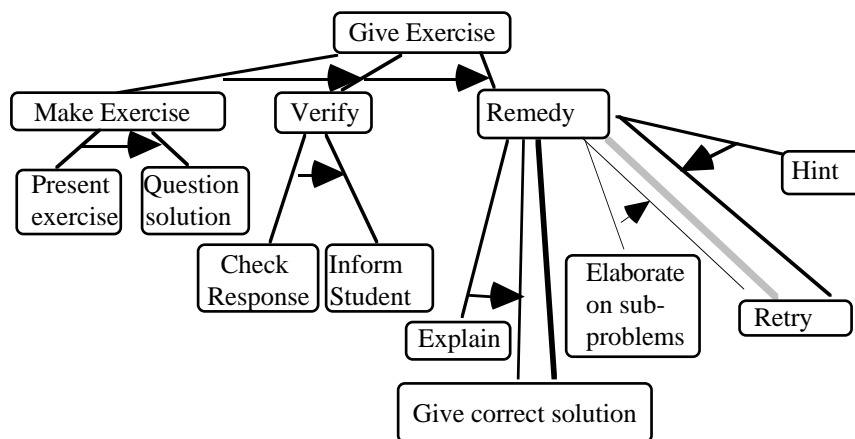 Give Exercise
Make Exercise
Verify
Remedy
Hint
Present
exercise
Question
solution
Check
Response
Inform
Student
Elaborate
on sub-
problems
Retry
Explain
Give correct solution